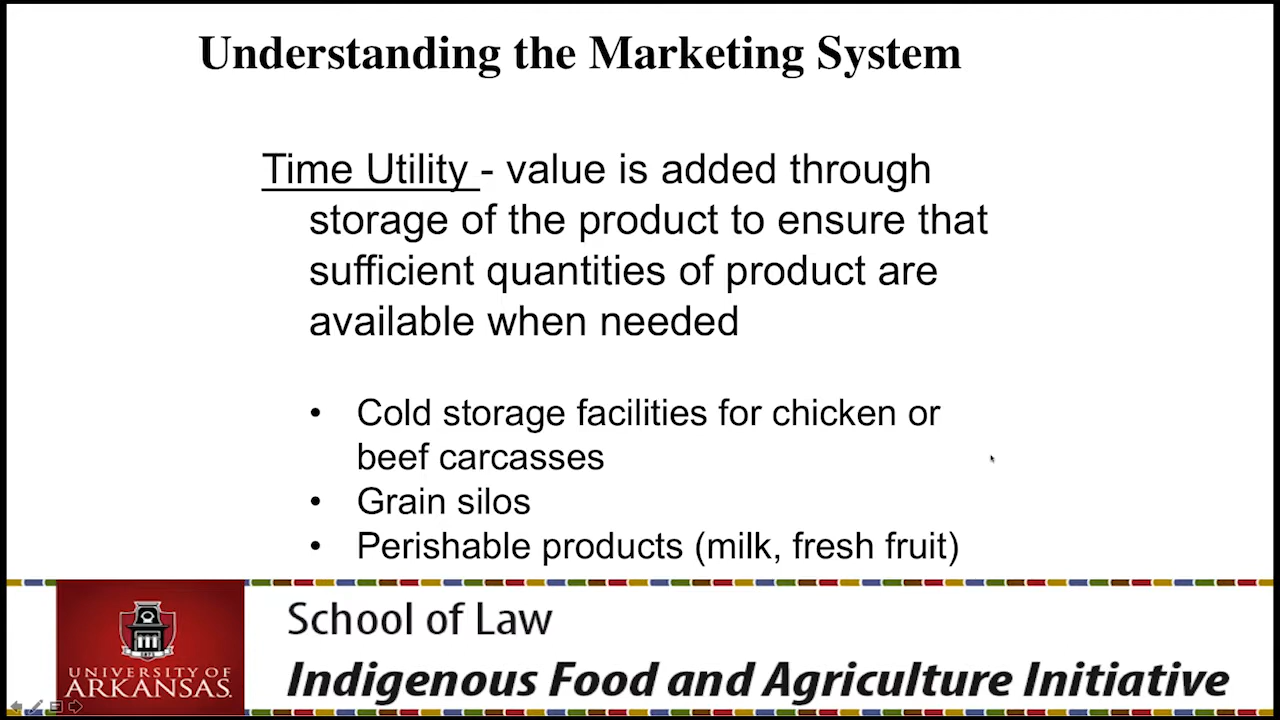 Understanding the Marketing System
Time Utility - value is added through
storage of the product to ensure that
sufficient quantities of product are
available when needed
• Cold storage facilities for chicken or
beef carcasses
• Grain silos
• Perishable products (milk, fresh fruit)
School of Law
Indigenous Food and Agriculture Initiative
UNIVERSITY OF
ARKANSAS.